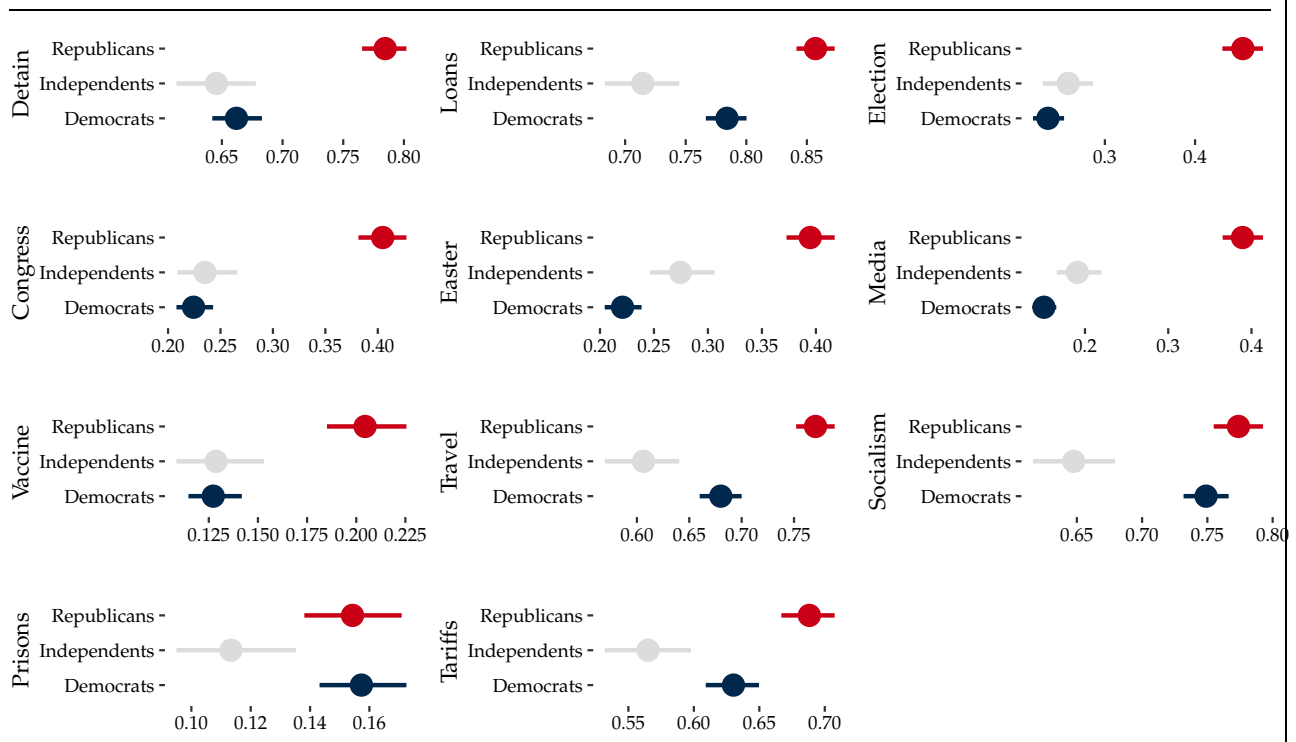 Detain
Republicans
Independents
Democrats
0.65 0.70 0.75 0.80
Loans
Republicans
Independents
Democrats
0.70 0.75 0.80 0.85
Election
Republicans
Independents
Democrats
0.3 0.4
Congress
Republicans
Independents
Democrats
0.20 0.25 0.30 0.35 0.40
Easter
Republicans
Independents
Democrats
0.20 0.25 0.30 0.35 0.40
Media
Republicans
Independents
Democrats
0.2 0.3 0.4
Vaccine
Republicans
Independents
Democrats
0.125 0.150 0.175 0.200 0.225
Travel
Republicans
Independents
Democrats
0.60 0.65 0.70 0.75
Socialism
Republicans
Independents
Democrats
0.65 0.70 0.75 0.80
Prisons
Republicans
Independents
Democrats
0.10 0.12 0.14 0.16
Tariffs
Republicans
Independents
Democrats
0.55 0.60 0.65 0.70